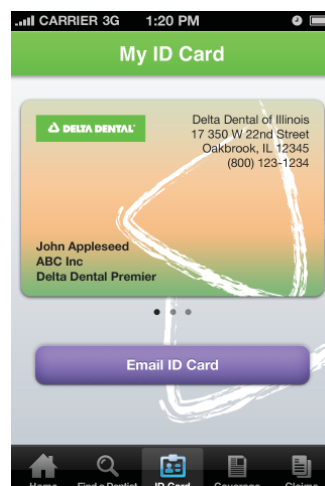 CARRIER 3G 1:20 PM
My ID Card
DELTA DENTAL
Delta Dental of Illinois
17 350 W 22nd Street
Oakbrook, IL 12345
(800) 123-1234
John Appleseed
ABC Inc
Delta Dental Premier
Email ID Card
Home Find a Dentist ID Card Coverage Claims